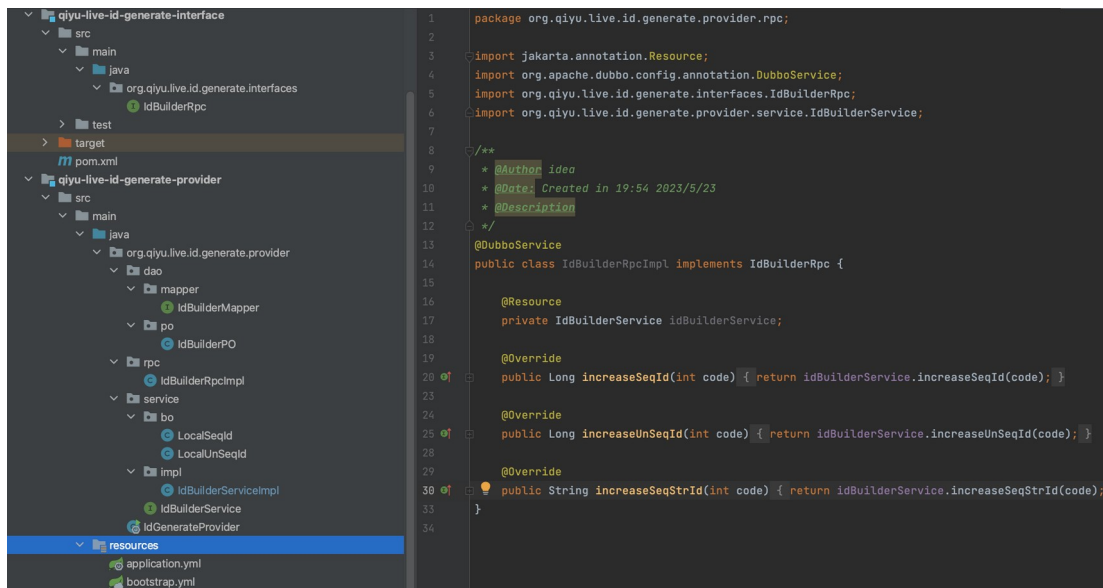 qiyu-live-id-generate-interface
src
main
java
org.qiyu.live.id.generate.interfaces
IdBuilderRpc
test
target
pom.xml
qiyu-live-id-generate-provider
src
main
java
org.qiyu.live.id.generate.provider
dao
mapper
IdBuilderMapper
po
IdBuilderPO
rpc
IdBuilderRpcImpl
service
bo
LocalSeqId
LocalUnSeqId
impl
IdBuilderServiceImpl
IdBuilderService
IdGenerateProvider
resources
application.yml
bootstrap.yml
1 package org.qiyu.live.id.generate.provider.rpc;
2
3 import jakarta.annotation.Resource;
4 import org.apache.dubbo.config.annotation.DubboService;
5 import org.qiyu.live.id.generate.interfaces.IdBuilderRpc;
6 import org.qiyu.live.id.generate.provider.service.IdBuilderService;
7
8 /**
9 * @Author idea
10 * @Date: Created in 19:54 2023/5/23
11 * @Description
12 */
13 @DubboService
14 public class IdBuilderRpcImpl implements IdBuilderRpc {
15
16 @Resource
17 private IdBuilderService idBuilderService;
18
19 @Override
20 public Long increaseSeqId(int code) { return idBuilderService.increaseSeqId(code); }
23
24 @Override
25 public Long increaseUnSeqId(int code) { return idBuilderService.increaseUnSeqId(code); }
28
29 @Override
30 public String increaseSeqStrId(int code) { return idBuilderService.increaseSeqStrId(code);
33 }
34